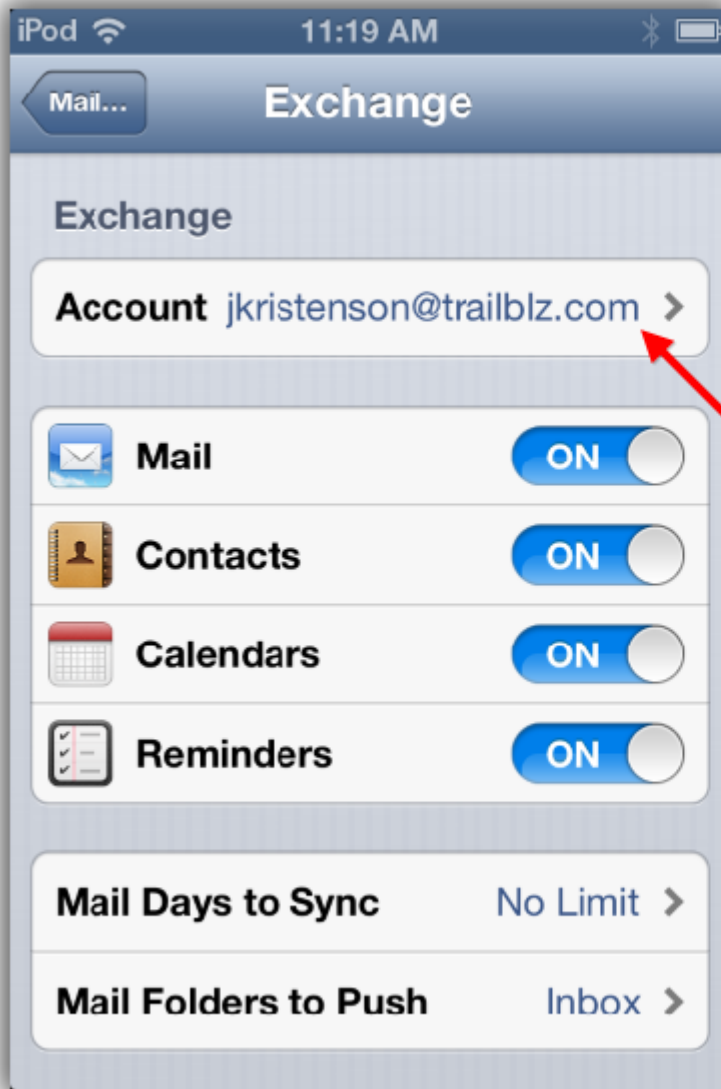 iPod 11:19 AM
Mail... Exchange
Exchange
Account jkristenson@trailblz.com
Mail ON
Contacts ON
Calendars ON
Reminders ON
Mail Days to Sync No Limit
Mail Folders to Push Inbox